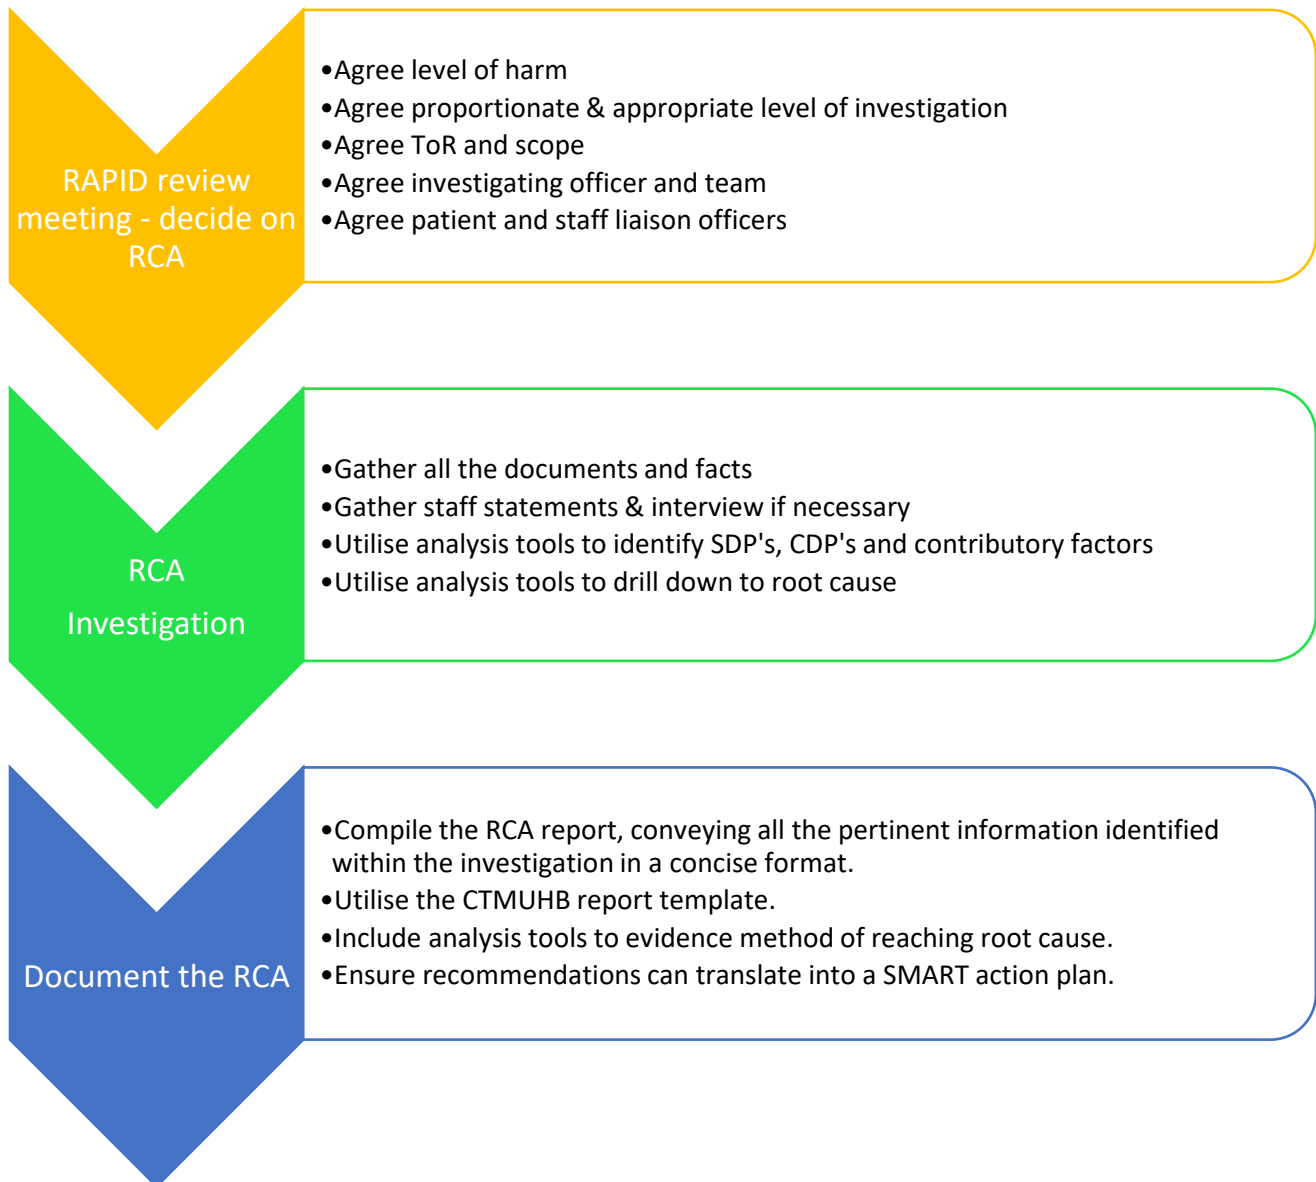 RAPID review
meeting - decide on
RCA
•Agree level of harm
•Agree proportionate & appropriate level of investigation
•Agree ToR and scope
•Agree investigating officer and team
•Agree patient and staff liaison officers
RCA
Investigation
•Gather all the documents and facts
•Gather staff statements & interview if necessary
•Utilise analysis tools to identify SDP's, CDP's and contributory factors
•Utilise analysis tools to drill down to root cause
Document the RCA
•Compile the RCA report, conveying all the pertinent information identified
within the investigation in a concise format.
•Utilise the CTMUHB report template.
•Include analysis tools to evidence method of reaching root cause.
•Ensure recommendations can translate into a SMART action plan.